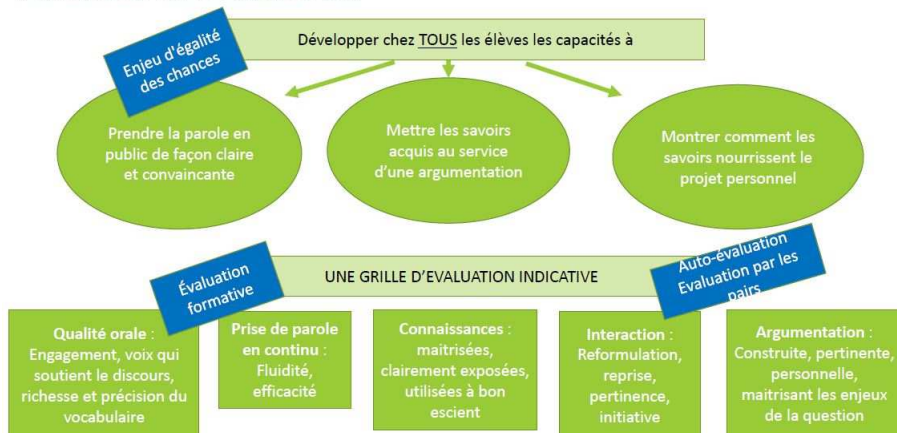 Enjeu d'égalité
des chances
Développer chez TOUS les élèves les capacités à
Prendre la parole en
public de façon claire
et convaincante
Mettre les savoirs
acquis au service
d'une argumentation
Montrer comment les
savoirs nourrissent le
projet personnel
Évaluation
formative
UNE GRILLE D'EVALUATION INDICATIVE
Auto-évaluation
Evaluation par les
pairs
Qualité orale :
Engagement, voix qui
soutient le discours,
richesse et précision du
vocabulaire
Prise de parole
en continu :
Fluidité,
efficacité
Connaissances :
maitrisées,
clairement exposées,
utilisées à bon
escient
Interaction :
Reformulation,
reprise,
pertinence,
initiative
Argumentation :
Construite, pertinente,
personnelle,
maitrisant les enjeux
de la question